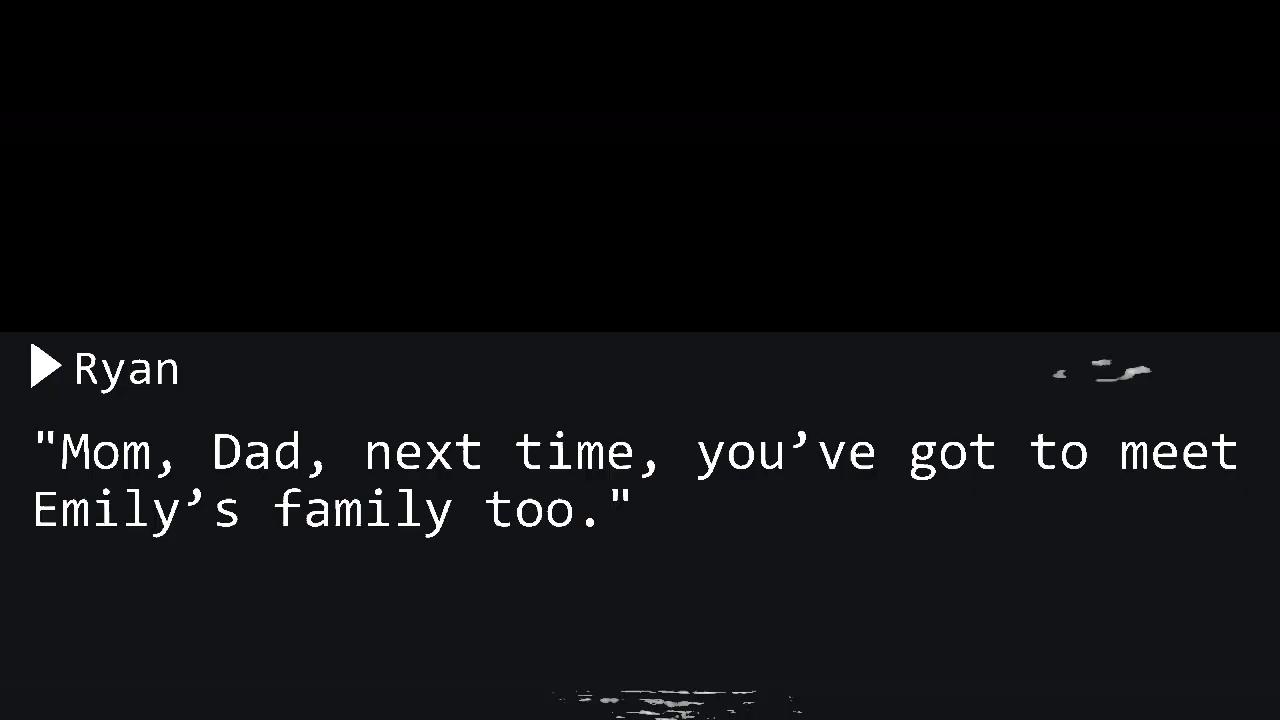 Ryan
"Mom, Dad, next time, you’ve got to meet
Emily’s family too."